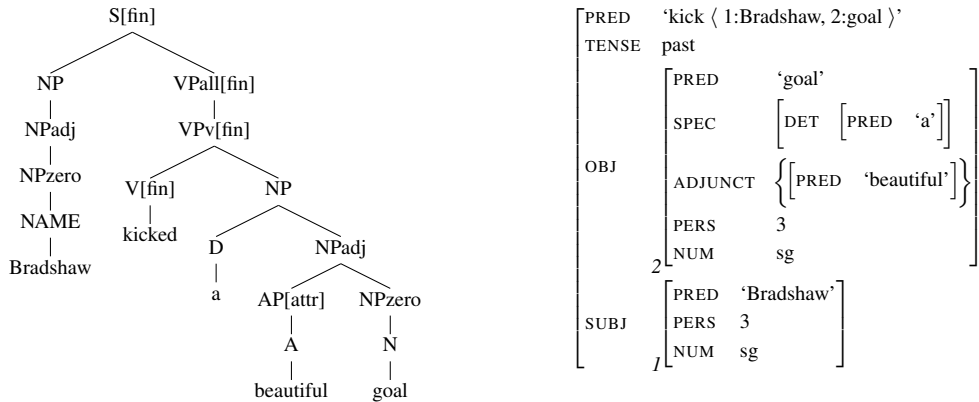 S[fin]
NP VPall[fin]
NPadj VPv[fin]
NPzero V[fin] NP
NAME kicked D NPadj
Bradshaw a AP[attr] NPzero
A N
beautiful goal
PRED ‘kick ⟨ 1:Bradshaw, 2:goal ⟩’
TENSE past
OBJ 2 [PRED ‘goal’
SPEC [DET [PRED ‘a’]]
ADJUNCT {[PRED ‘beautiful’]}
PERS 3
NUM sg]
SUBJ 1 [PRED ‘Bradshaw’
PERS 3
NUM sg]